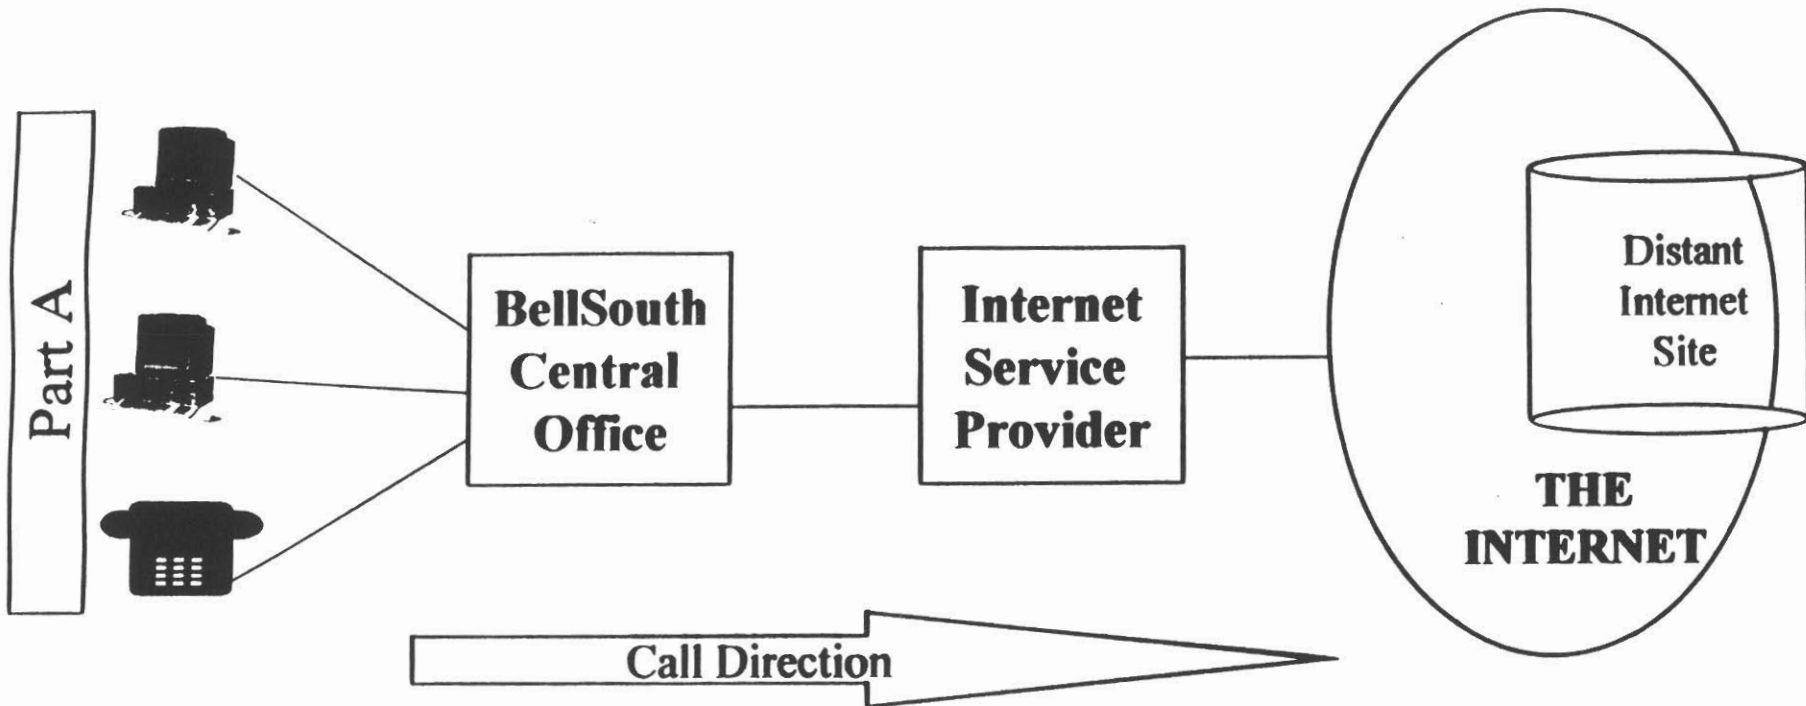 Part A
BellSouth
Central
Office
Internet
Service
Provider
Distant
Internet
Site
THE
INTERNET
Call Direction